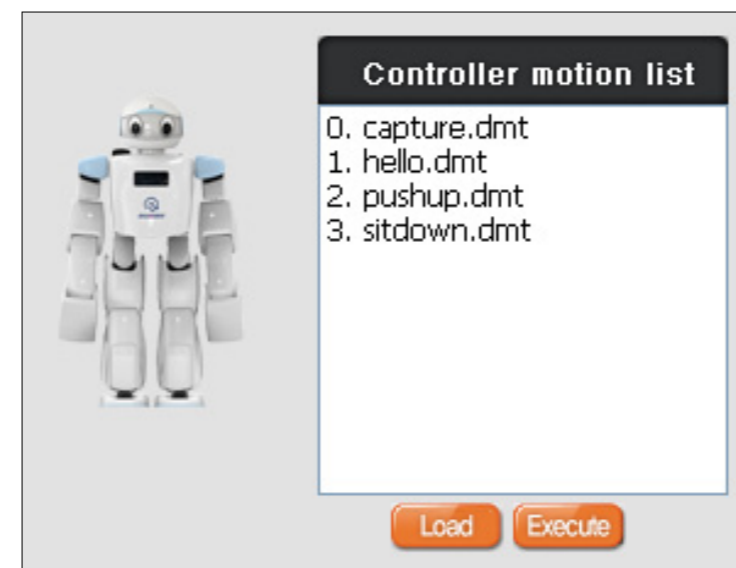 Controller motion list
0. capture.dmt
1. hello.dmt
2. pushup.dmt
3. sitdown.dmt
Load
Execute